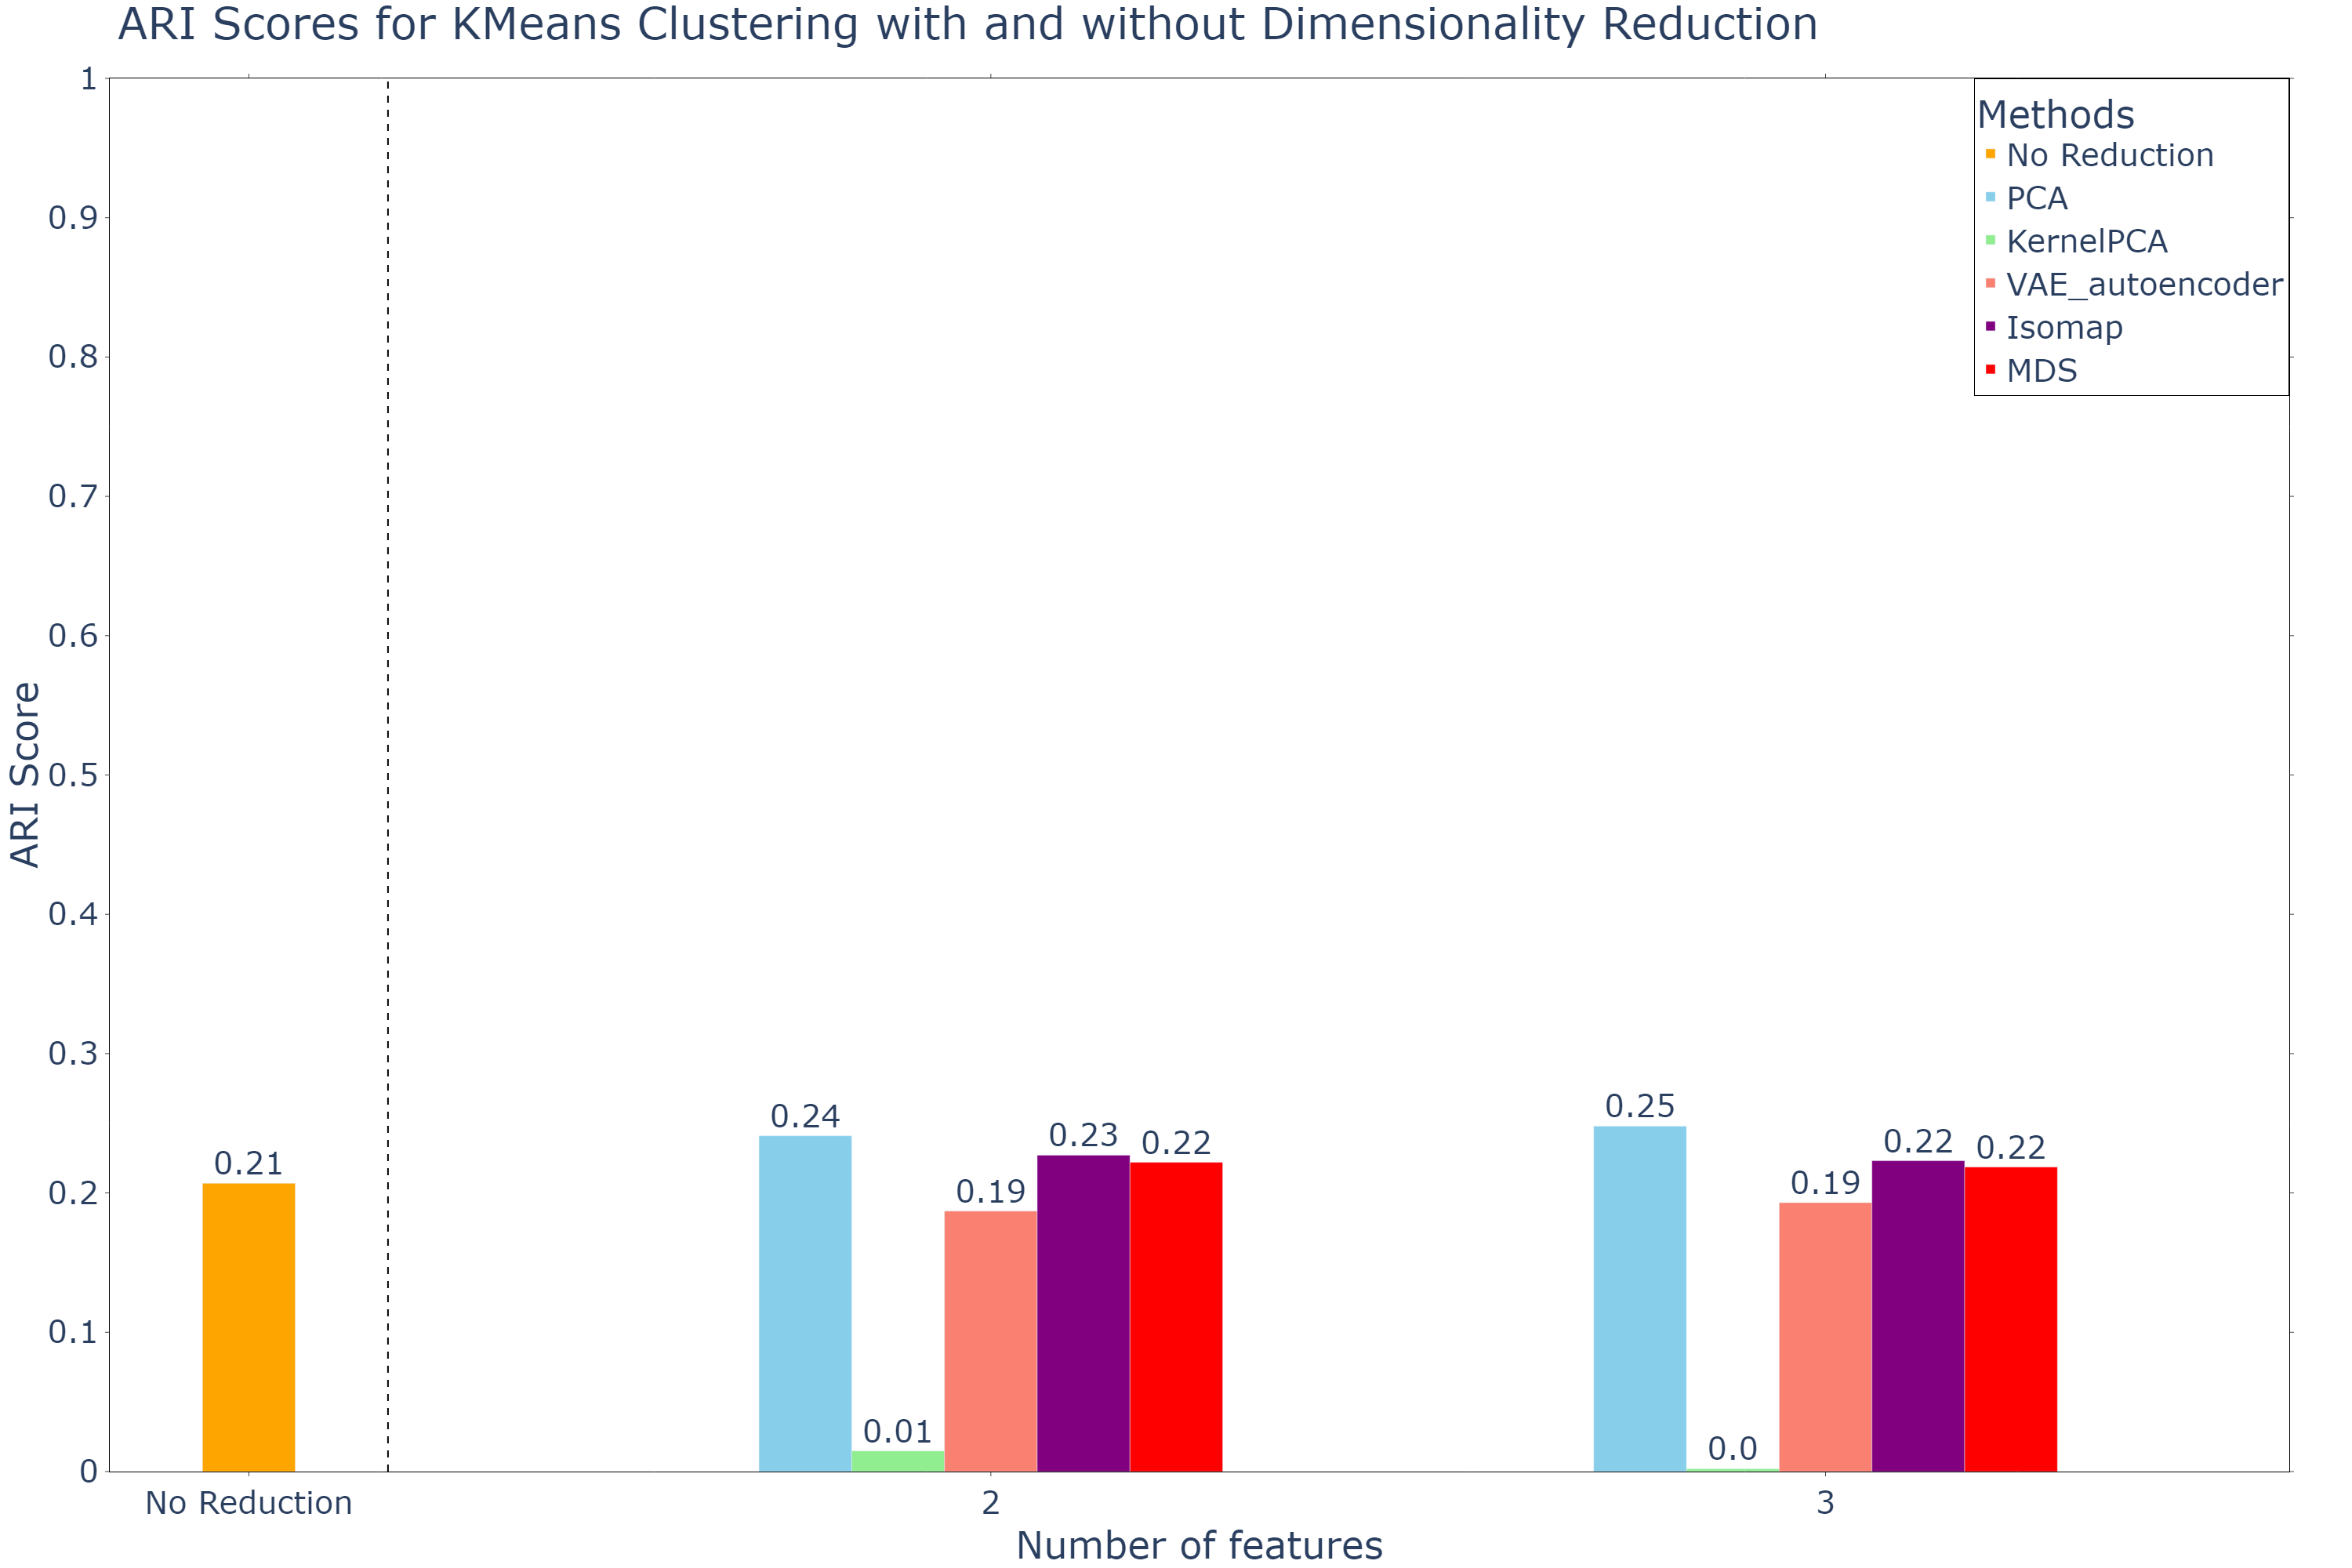 ARI Scores for KMeans Clustering with and without Dimensionality Reduction
1
0.9
0.8
0.7
0.6
0.5
0.4
0.3
0.2
0.1
0
ARI Score
Methods
No Reduction
PCA
KernelPCA
VAE_autoencoder
Isomap
MDS
0.21
0.24
0.01
0.19
0.23
0.22
0.25
0.0
0.19
0.22
0.22
No Reduction
2
3
Number of features